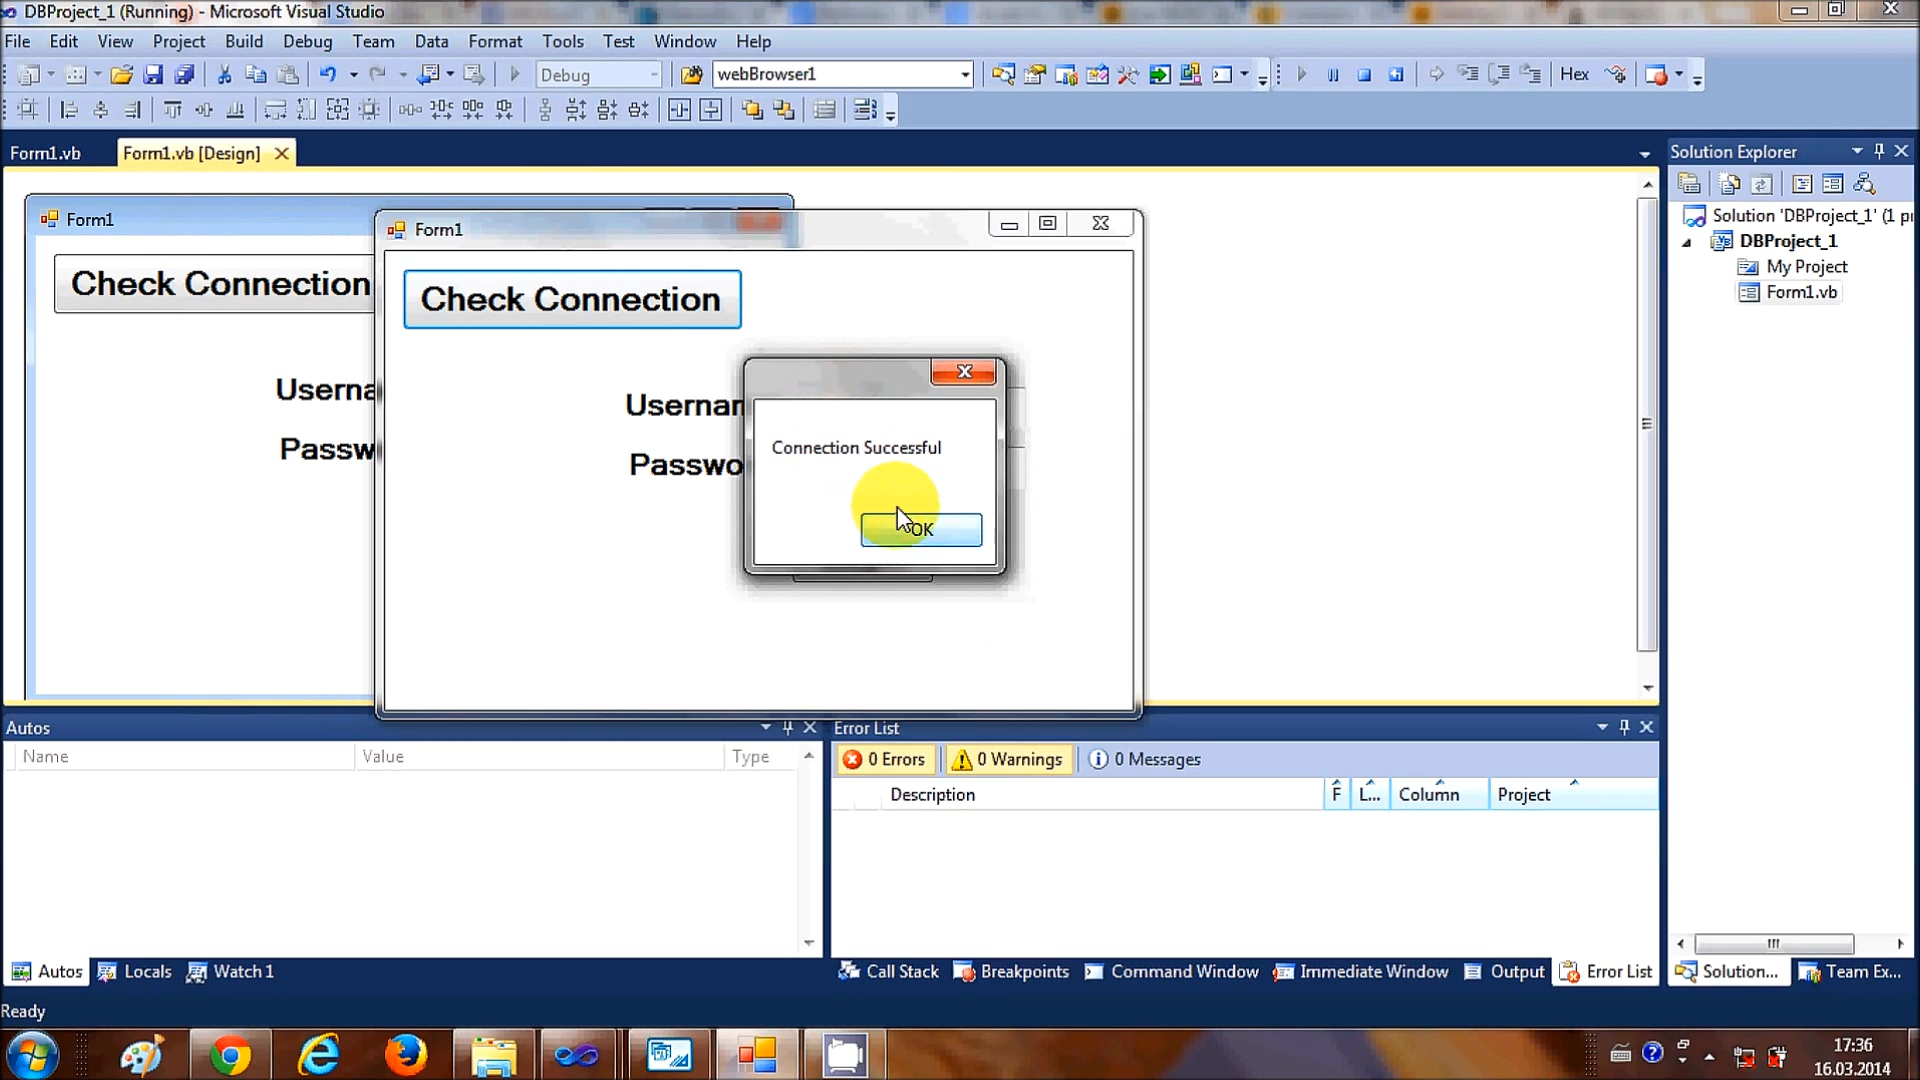 DBProject_1 (Running) - Microsoft Visual Studio
File Edit View Project Build Debug Team Data Format Tools Test Window Help
Debug webBrowser1 Hex
Form1.vb Form1.vb [Design] Solution Explorer
Form1
Form1
Check Connection
Check Connection
Userna
Passw
Usernar
Passwo
Connection Successful
OK
Solution 'DBProject_1' (1 p
DBProject_1
My Project
Form1.vb
Autos
Name Value Type
Error List
0 Errors 0 Warnings 0 Messages
Description F L... Column Project
Autos Locals Watch 1
Call Stack Breakpoints Command Window Immediate Window Output Error List
Solution... Team Ex...
Ready
17:36
16.03.2014